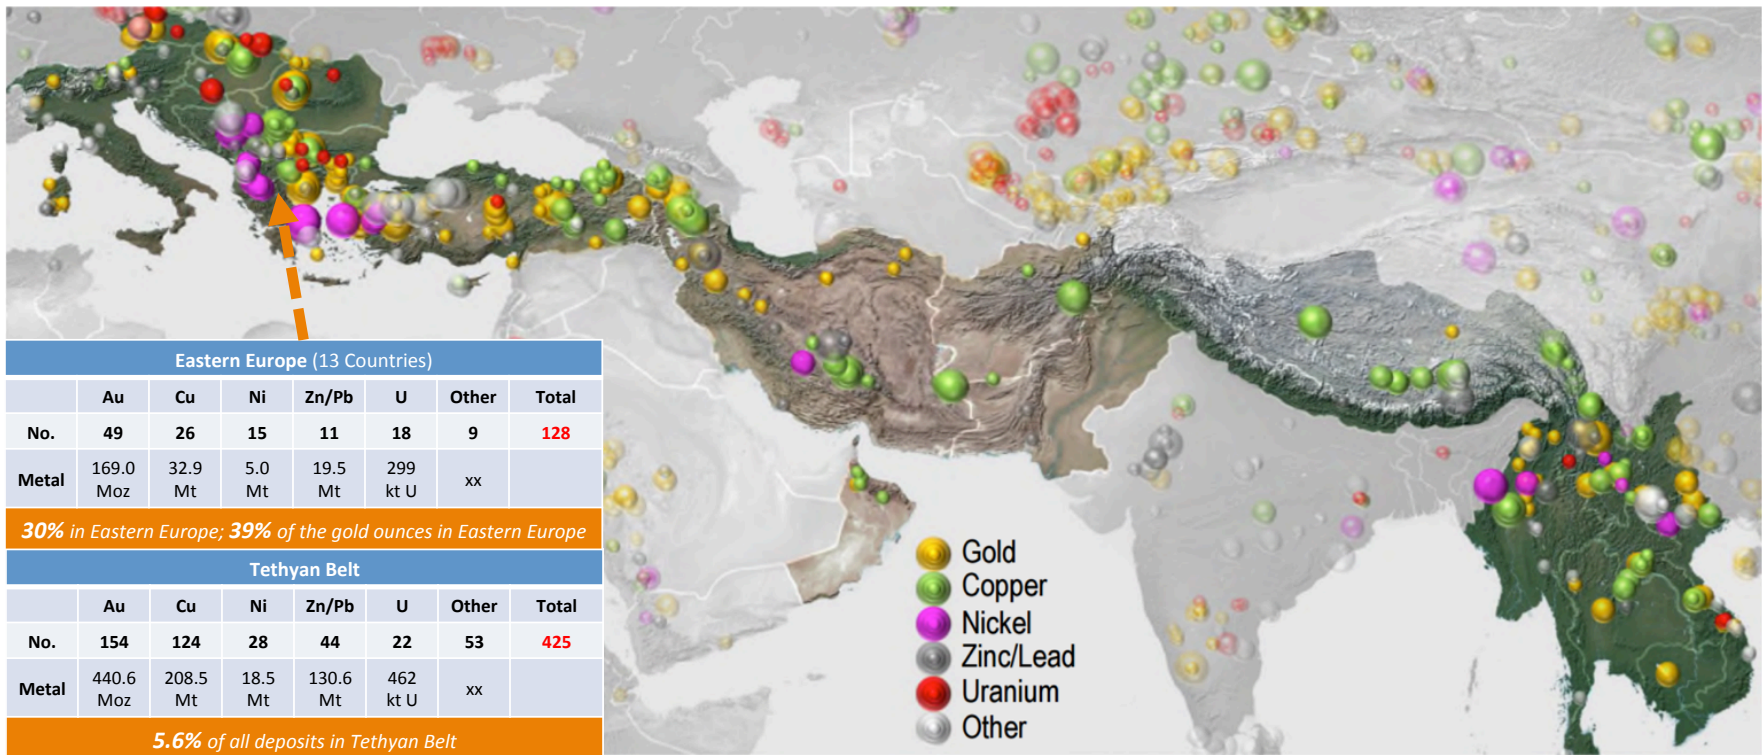 Eastern Europe (13 Countries)
Au Cu Ni Zn/Pb U Other Total
No. 49 26 15 11 18 9 128
Metal 169.0 Moz 32.9 Mt 5.0 Mt 19.5 Mt 299 kt U xx
30% in Eastern Europe; 39% of the gold ounces in Eastern Europe
Tethyan Belt
Au Cu Ni Zn/Pb U Other Total
No. 154 124 28 44 22 53 425
Metal 440.6 Moz 208.5 Mt 18.5 Mt 130.6 Mt 462 kt U xx
5.6% of all deposits in Tethyan Belt
Gold
Copper
Nickel
Zinc/Lead
Uranium
Other